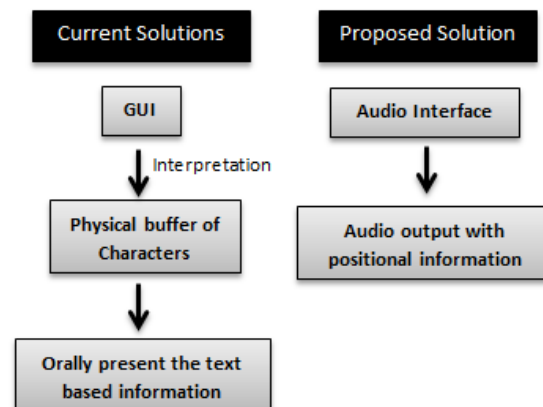 Current Solutions
GUI
Interpretation
Physical buffer of
Characters
Orally present the text
based information
Proposed Solution
Audio Interface
Audio output with
positional information